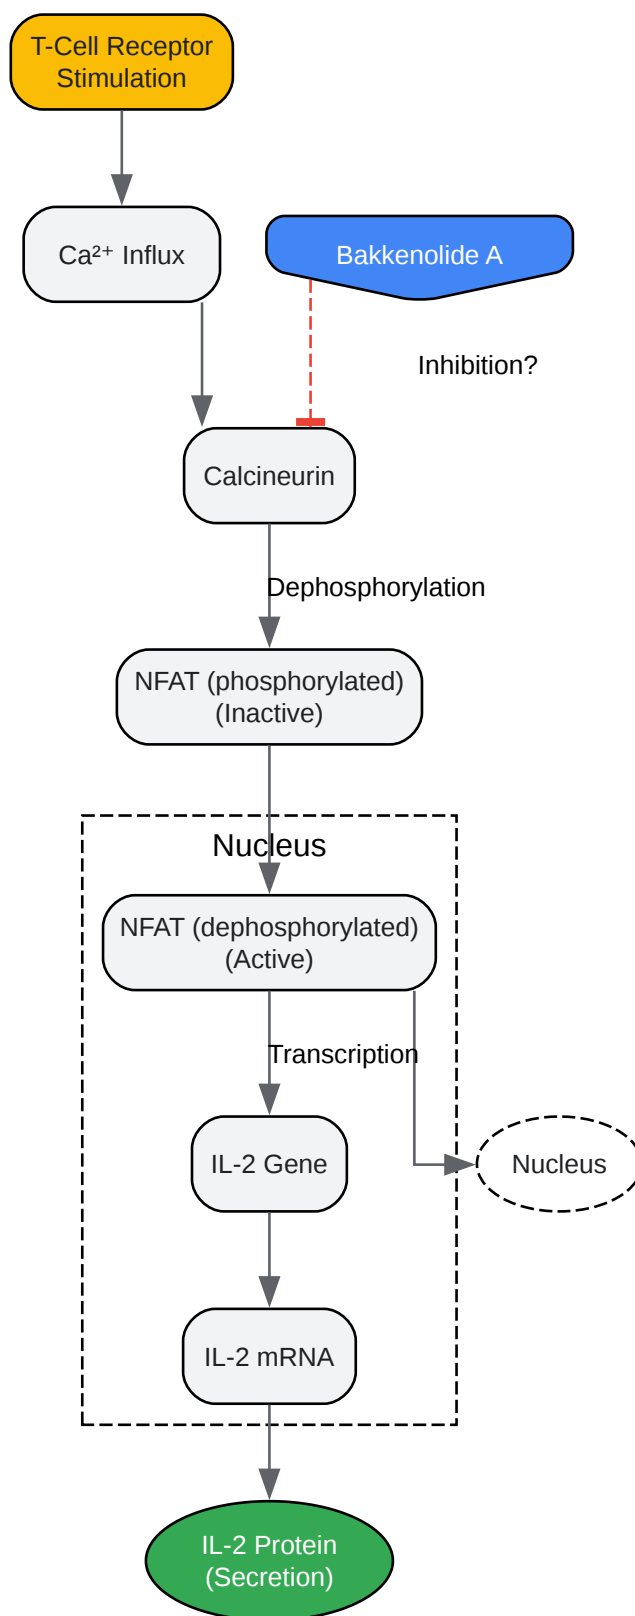 T-Cell Receptor
Stimulation
Ca²⁺ Influx
Bakkenolide A
Inhibition?
Calcineurin
Dephosphorylation
NFAT (phosphorylated)
(Inactive)
Nucleus
NFAT (dephosphorylated)
(Active)
Transcription
IL-2 Gene
Nucleus
IL-2 mRNA
IL-2 Protein
(Secretion)